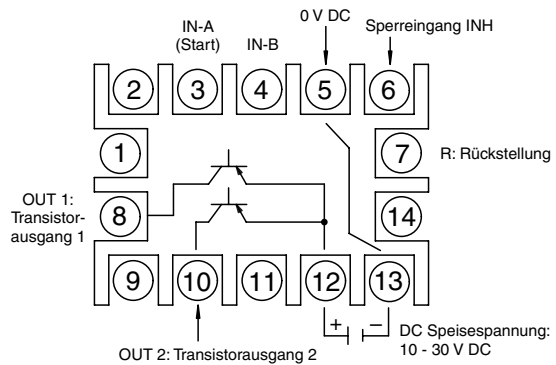 0 V DC
IN-A
(Start)
IN-B
Sperreingang INH
2
3
4
5
6
1
7
R: Rückstellung
OUT 1:
Transistor-
ausgang 1
8
14
9
10
11
12
13
+
−
DC Speisespannung:
10 - 30 V DC
OUT 2: Transistorausgang 2